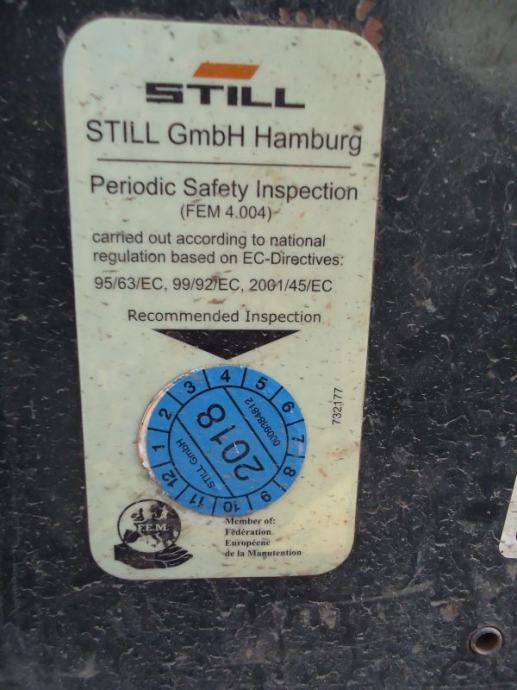 STILL
STILL GmbH Hamburg
Periodic Safety Inspection
(FEM 4.004)
carried out according to national
regulation based on EC-Directives:
95/63/EC, 99/92/EC, 2001/45/EC
Recommended Inspection
1 2 3 4 5 6 7 8 9 10 11 12
2018
STILL GmbH
0009384812
732177
F.E.M.
Member of:
Fédération
Européene
de la Manutention